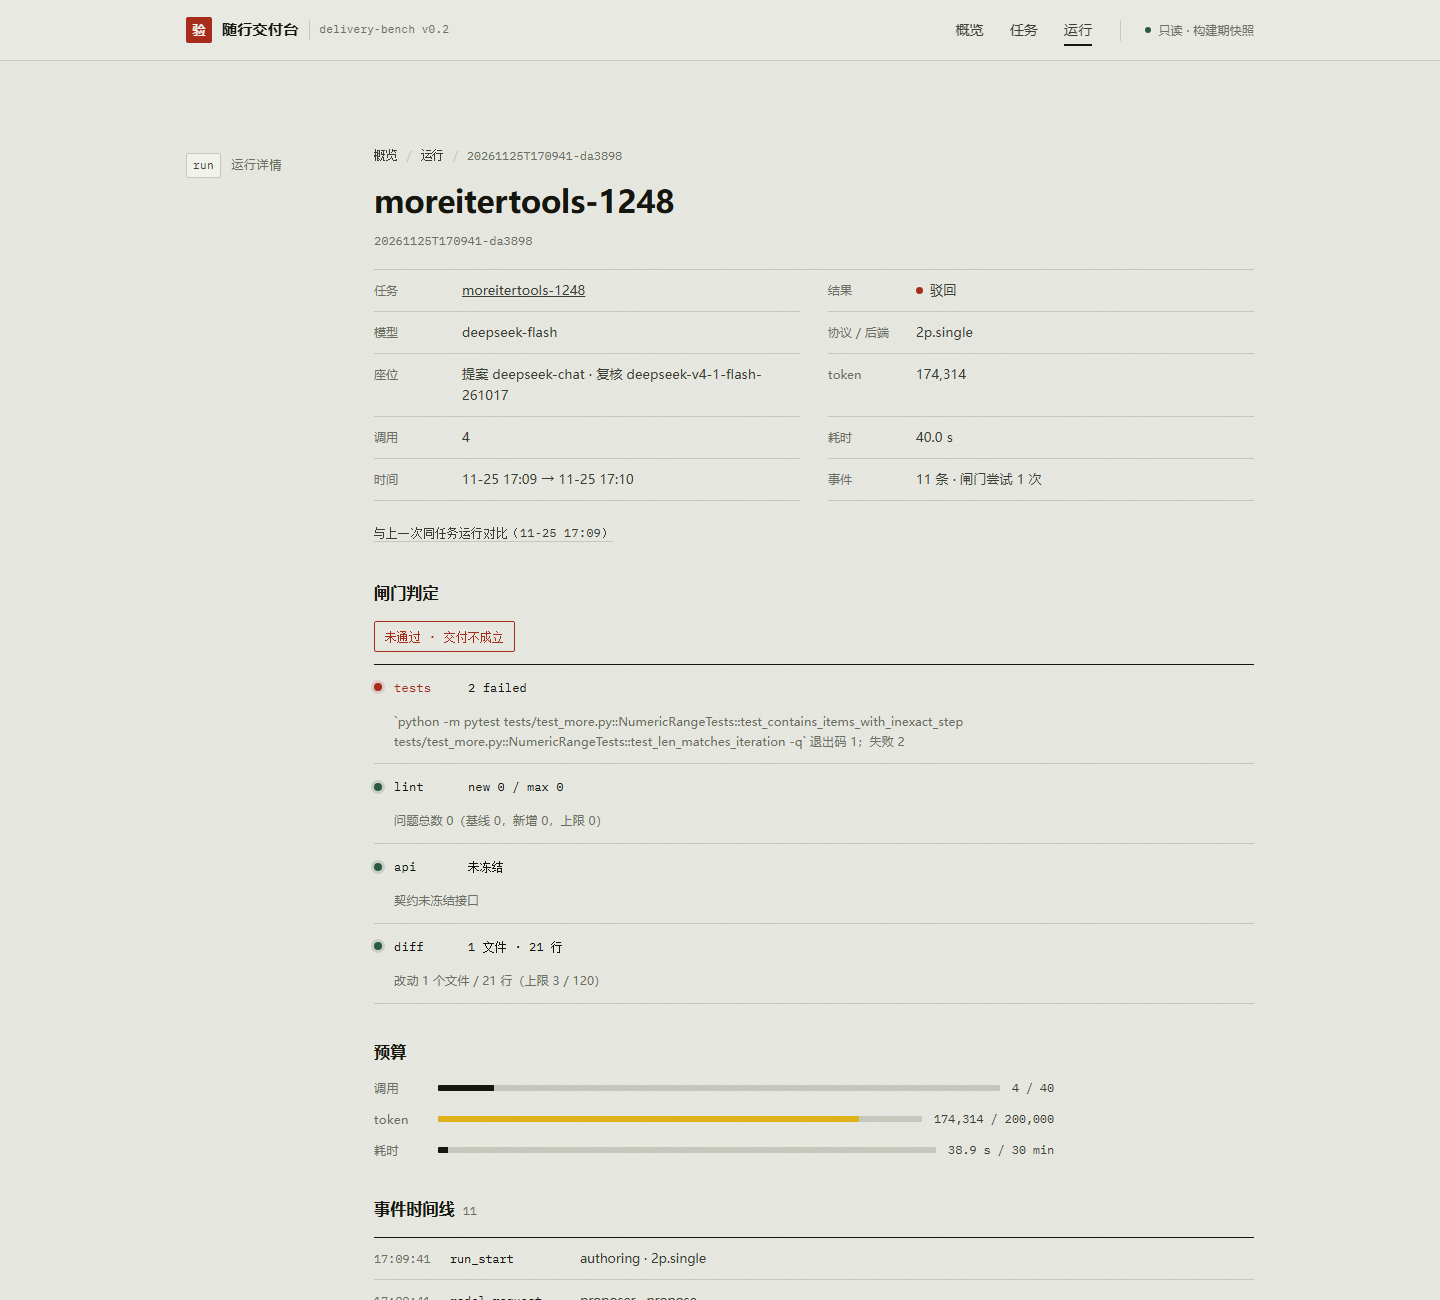 验 随行交付台 delivery-bench v0.2 概览 任务 运行 只读 · 构建期快照
run 运行详情
概览 / 运行 / 20261125T170941-da3898
moreitertools-1248
20261125T170941-da3898
任务 moreitertools-1248 结果 驳回
模型 deepseek-flash 协议 / 后端 2p.single
座位 提案 deepseek-chat · 复核 deepseek-v4-1-flash-
261017 token 174,314
调用 4 耗时 40.0 s
时间 11-25 17:09 → 11-25 17:10 事件 11 条 · 闸门尝试 1 次
与上一次同任务运行对比（11-25 17:09）
闸门判定
未通过 · 交付不成立
tests 2 failed
`python -m pytest tests/test_more.py::NumericRangeTests::test_contains_items_with_inexact_step
tests/test_more.py::NumericRangeTests::test_len_matches_iteration -q` 退出码 1；失败 2
lint new 0 / max 0
问题总数 0（基线 0，新增 0，上限 0）
api 未冻结
契约未冻结接口
diff 1 文件 · 21 行
改动 1 个文件 / 21 行（上限 3 / 120）
预算
调用 4 / 40
token 174,314 / 200,000
耗时 38.9 s / 30 min
事件时间线 11
17:09:41 run_start authoring · 2p.single